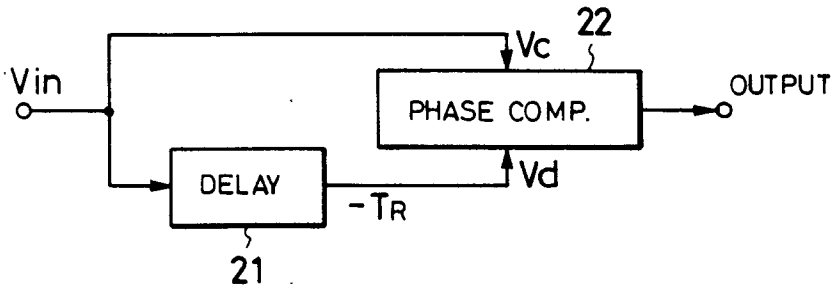 22
Vc
Vin
PHASE COMP.
OUTPUT
DELAY
Vd
-TR
21